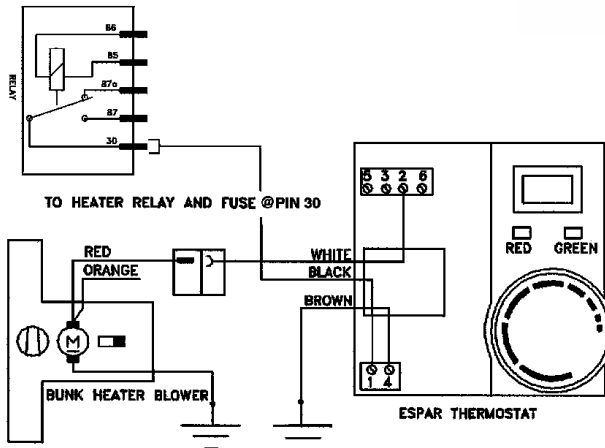 86
85
87a
87
30
RELAY
TO HEATER RELAY AND FUSE @PIN 30
5 3 2 6
RED GREEN
RED
ORANGE
WHITE
BLACK
BROWN
M
1 4
BUNK HEATER BLOWER
ESPAR THERMOSTAT